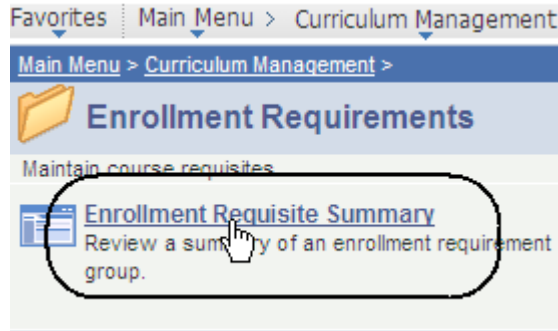 Favorites Main Menu > Curriculum Management
Main Menu > Curriculum Management >
Enrollment Requirements
Maintain course requisites
Enrollment Requisite Summary
Review a summary of an enrollment requirement
group.